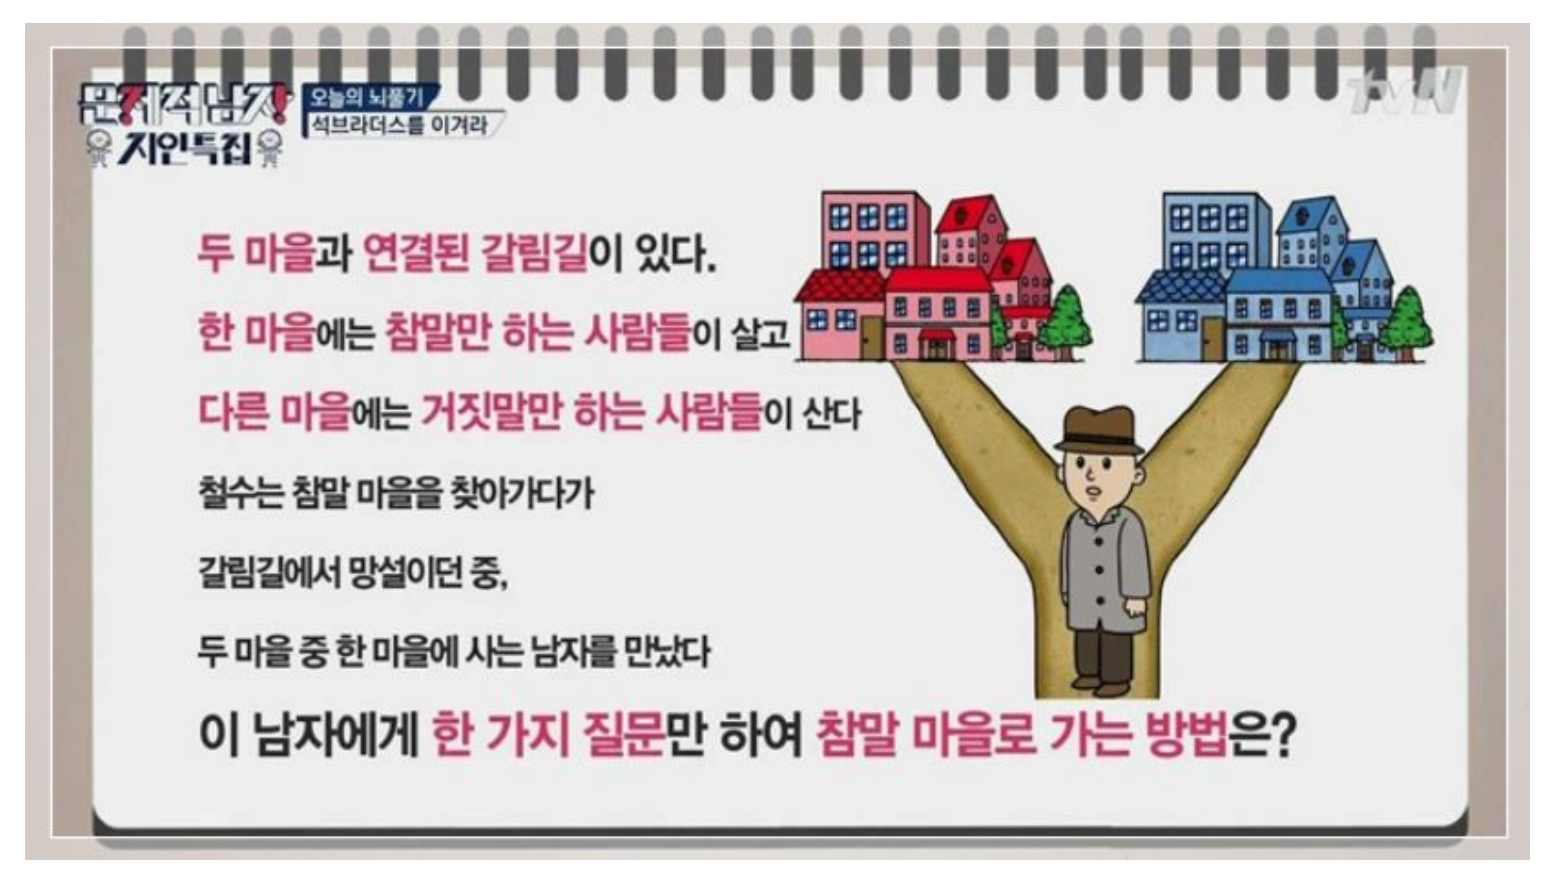 문제적남자
지인특집
오늘의 뇌풀기
석브라더스를 이겨라
tvN
두 마을과 연결된 갈림길이 있다.
한 마을에는 참말만 하는 사람들이 살고
다른 마을에는 거짓말만 하는 사람들이 산다
철수는 참말 마을을 찾아가다가
갈림길에서 망설이던 중,
두 마을 중 한 마을에 사는 남자를 만났다
이 남자에게 한 가지 질문만 하여 참말 마을로 가는 방법은?